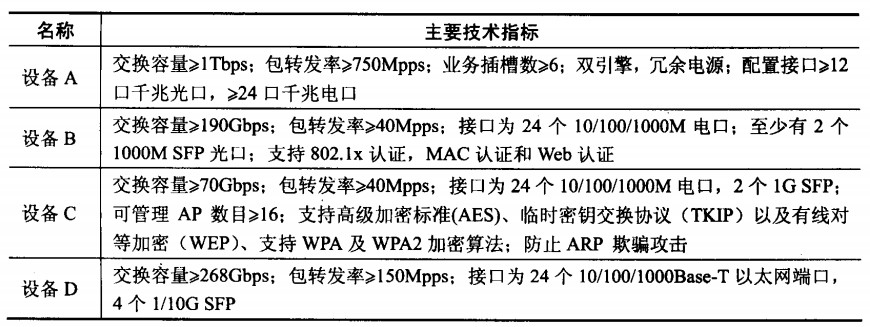 名称 主要技术指标
设备 A
交换容量≥1Tbps；包转发率≥750Mpps；业务插槽数≥6；双引擎，冗余电源；配置接口≥12
口千兆光口，≥24 口千兆电口
设备 B
交换容量≥190Gbps；包转发率≥40Mpps；接口为 24 个 10/100/1000M 电口；至少有 2 个
1000M SFP 光口；支持 802.1x 认证，MAC 认证和 Web 认证
设备 C
交换容量≥70Gbps；包转发率≥40Mpps；接口为 24 个 10/100/1000M 电口，2 个 1G SFP；
可管理 AP 数目≥16；支持高级加密标准(AES)、临时密钥交换协议（TKIP）以及有线对
等加密（WEP）、支持 WPA 及 WPA2 加密算法；防止 ARP 欺骗攻击
设备 D
交换容量≥268Gbps；包转发率≥150Mpps；接口为 24 个 10/100/1000Base-T 以太网端口，
4 个 1/10G SFP